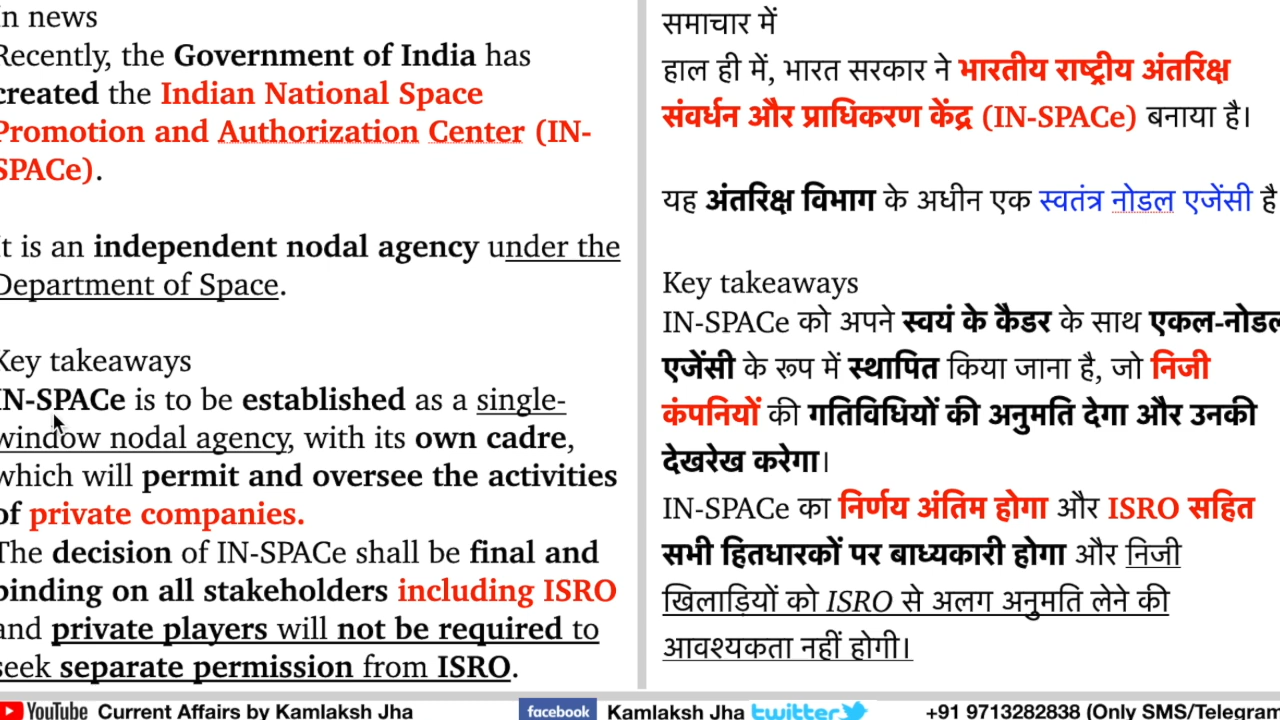 In news
Recently, the Government of India has
created the Indian National Space
Promotion and Authorization Center (IN-
SPACe).
It is an independent nodal agency under the
Department of Space.
Key takeaways
IN-SPACe is to be established as a single-
window nodal agency, with its own cadre,
which will permit and oversee the activities
of private companies.
The decision of IN-SPACe shall be final and
binding on all stakeholders including ISRO
and private players will not be required to
seek separate permission from ISRO.
समाचार में
हाल ही में, भारत सरकार ने भारतीय राष्ट्रीय अंतरिक्ष
संवर्धन और प्राधिकरण केंद्र (IN-SPACe) बनाया है।
यह अंतरिक्ष विभाग के अधीन एक स्वतंत्र नोडल एजेंसी है
Key takeaways
IN-SPACe को अपने स्वयं के कैडर के साथ एकल-नोडल
एजेंसी के रूप में स्थापित किया जाना है, जो निजी
कंपनियों की गतिविधियों की अनुमति देगा और उनकी
देखरेख करेगा।
IN-SPACe का निर्णय अंतिम होगा और ISRO सहित
सभी हितधारकों पर बाध्यकारी होगा और निजी
खिलाड़ियों को ISRO से अलग अनुमति लेने की
आवश्यकता नहीं होगी।
YouTube Current Affairs by Kamlaksh Jha facebook Kamlaksh Jha twitter +91 9713282838 (Only SMS/Telegram